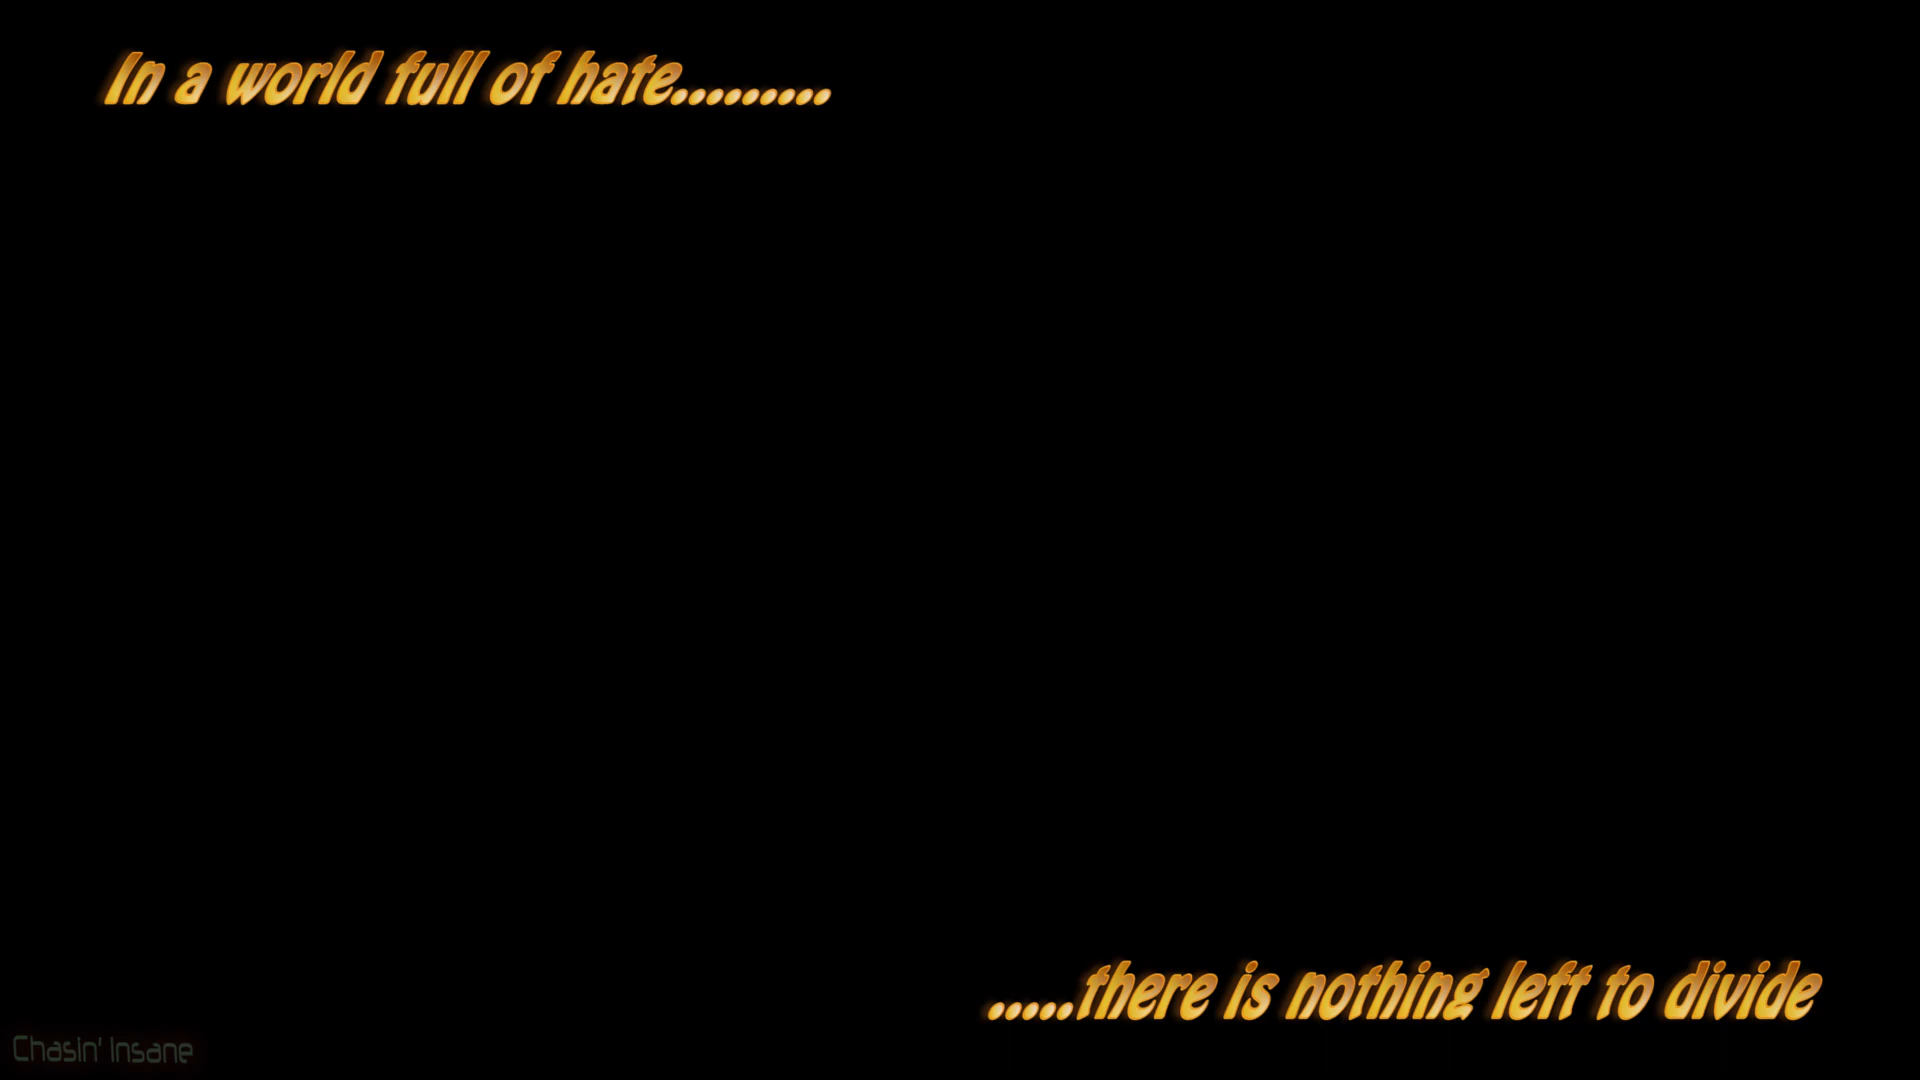 In a world full of hate.........
.....there is nothing left to divide
Chasin' Insane